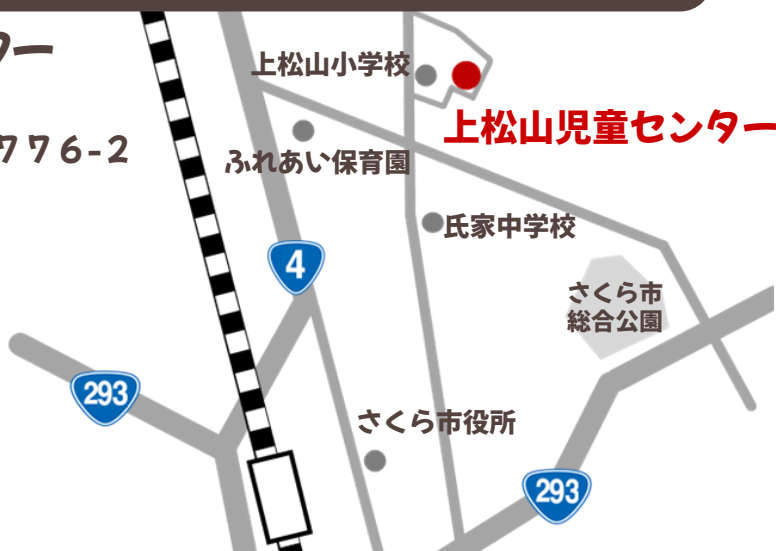 ター
776-2
上松山小学校
上松山児童センター
ふれあい保育園
氏家中学校
4
さくら市
総合公園
293
さくら市役所
293